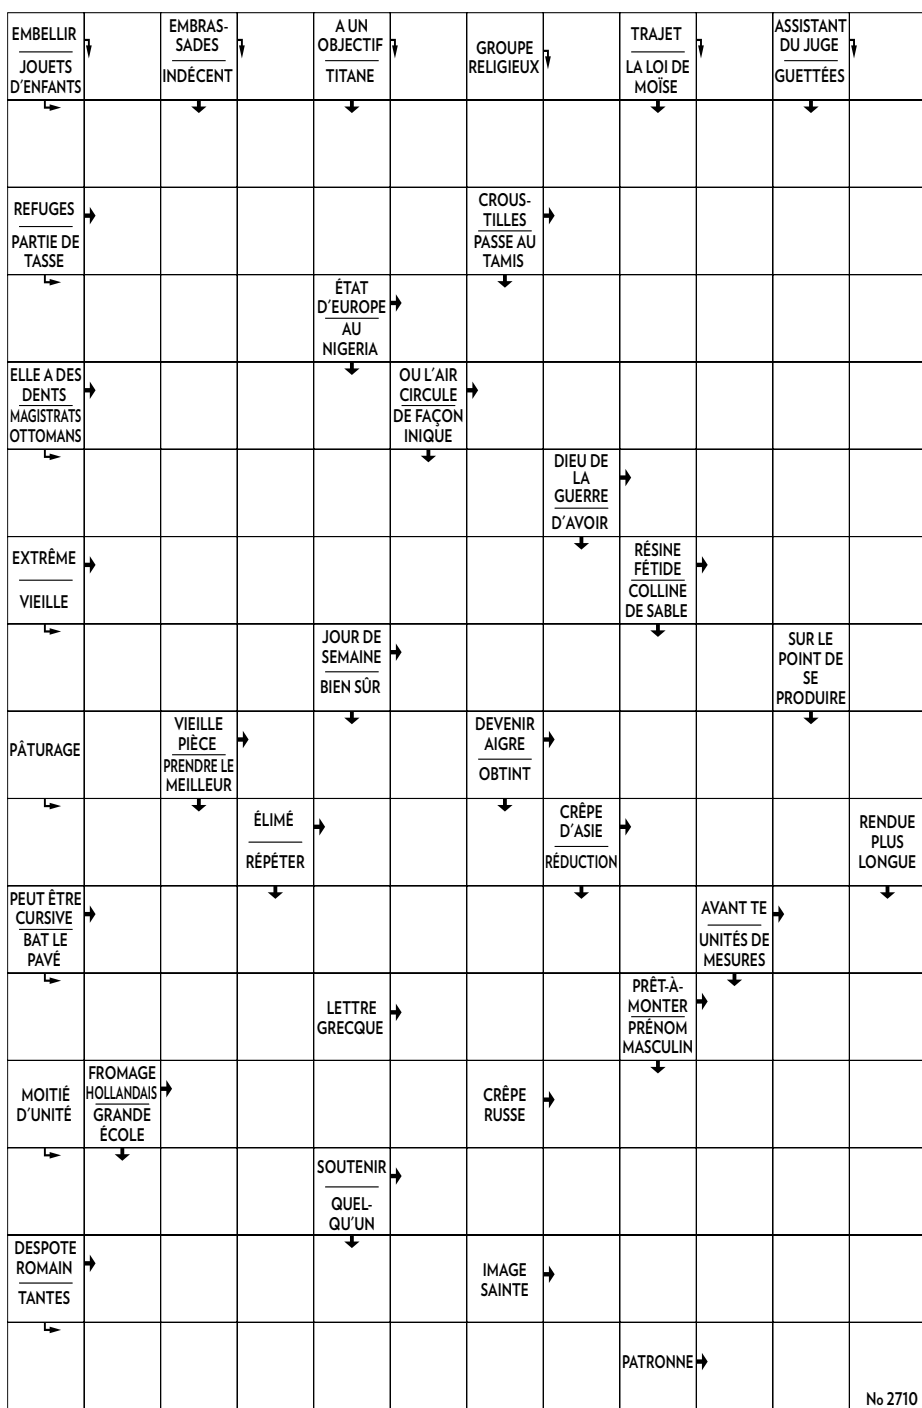 EMBELLIR
JOUETS
D'ENFANTS
EMBRAS-
SADES
INDÉCENT
A UN
OBJECTIF
TITANE
GROUPE
RELIGIEUX
TRAJET
LA LOI DE
MOÏSE
ASSISTANT
DU JUGE
GUETTÉES
REFUGES
PARTIE DE
TASSE
CROUS-
TILLES
PASSE AU
TAMIS
ÉTAT
D'EUROPE
AU
NIGERIA
ELLE A DES
DENTS
MAGISTRATS
OTTOMANS
OU L'AIR
CIRCULE
DE FAÇON
INIQUE
DIEU DE
LA
GUERRE
D'AVOIR
EXTRÊME
VIEILLE
RÉSINE
FÉTIDE
COLLINE
DE SABLE
JOUR DE
SEMAINE
BIEN SÛR
SUR LE
POINT DE
SE
PRODUIRE
PÂTURAGE
VIEILLE
PIÈCE
PRENDRE LE
MEILLEUR
DEVENIR
AIGRE
OBTINT
ÉLIMÉ
RÉPÉTER
CRÊPE
D'ASIE
RÉDUCTION
RENDUE
PLUS
LONGUE
PEUT ÊTRE
CURSIVE
BAT LE
PAVÉ
AVANT TE
UNITÉS DE
MESURES
LETTRE
GRECQUE
PRÊT-À-
MONTER
PRÉNOM
MASCULIN
MOITIÉ
D'UNITÉ
FROMAGE
HOLLANDAIS
GRANDE
ÉCOLE
CRÊPE
RUSSE
SOUTENIR
QUEL-
QU'UN
DESPOTE
ROMAIN
TANTES
IMAGE
SAINTE
PATRONNE
No 2710